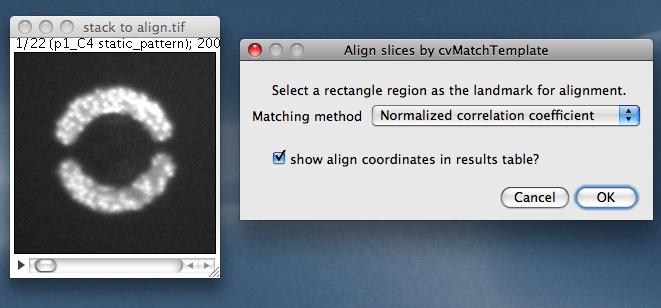 stack to align.tif
1/22 (p1_C4 static_pattern); 200
Align slices by cvMatchTemplate
Select a rectangle region as the landmark for alignment.
Matching method Normalized correlation coefficient
show align coordinates in results table?
Cancel OK